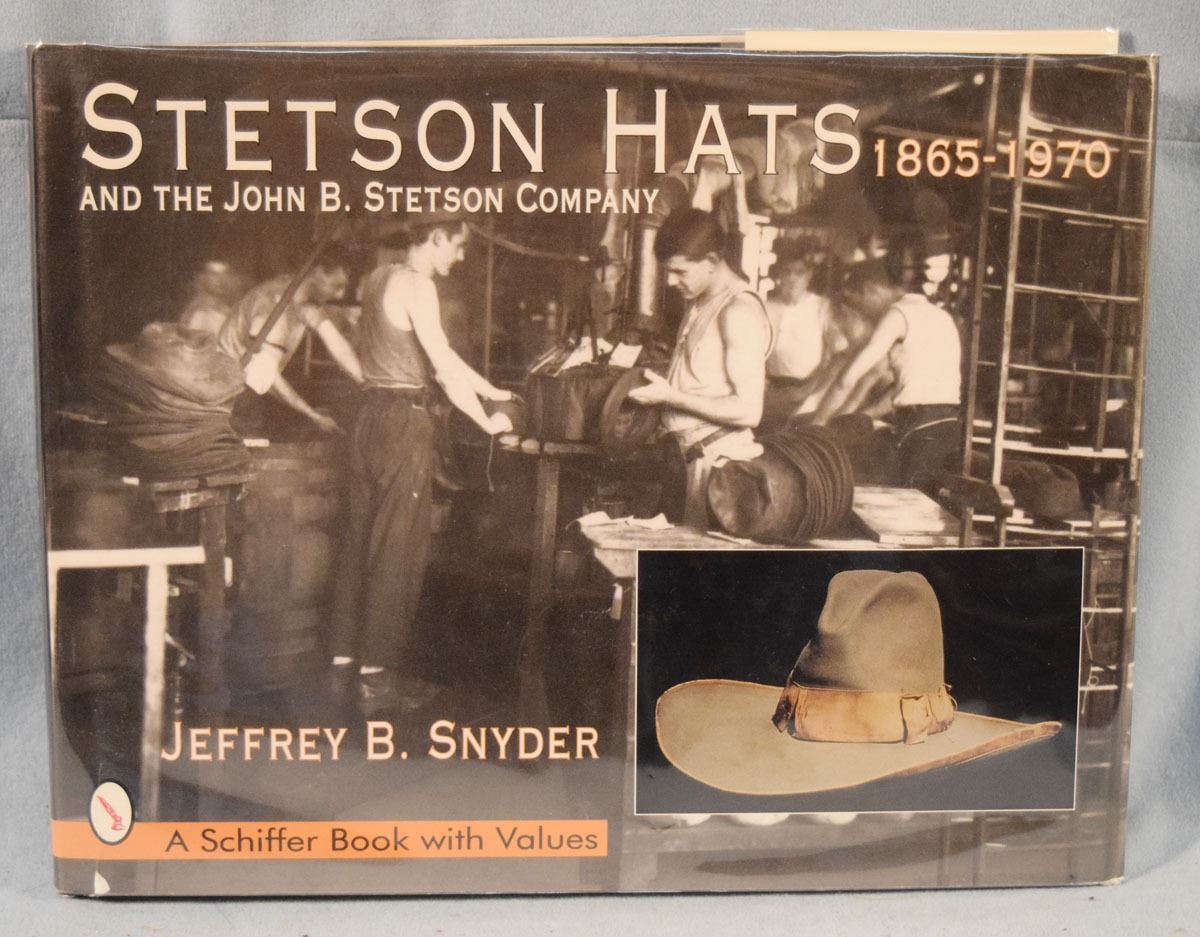 STETSON HATS 1865-1970
AND THE JOHN B. STETSON COMPANY
JEFFREY B. SNYDER
A Schiffer Book with Values